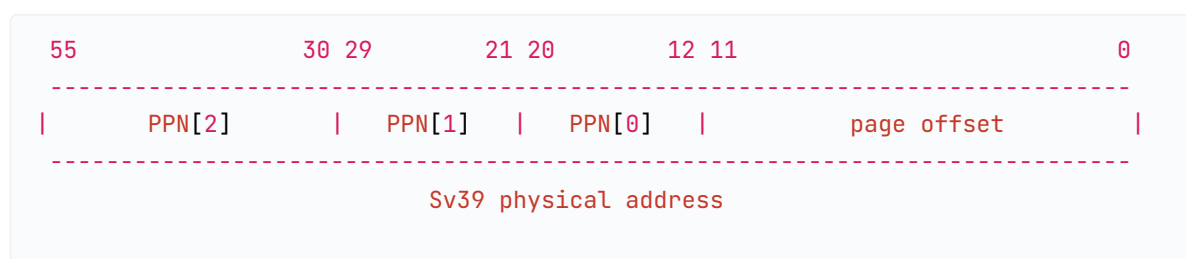 55                30 29        21 20        12 11                           0
-----------------------------------------------------------------------------
|       PPN[2]       |   PPN[1]   |   PPN[0]   |          page offset         |
-----------------------------------------------------------------------------
Sv39 physical address